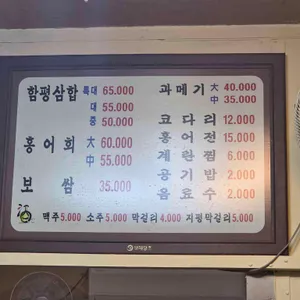 함평삼합 특대 65.000
대 55.000
중 50.000
홍어회 大 60.000
中 55.000
보쌈 35.000
과메기 大 40.000
中 35.000
코다리 12.000
홍어전 15.000
계란찜 6.000
공기밥 2.000
음료수 2.000
맥주 5.000 소주 5.000 막걸리 4.000 지평막걸리 5.000